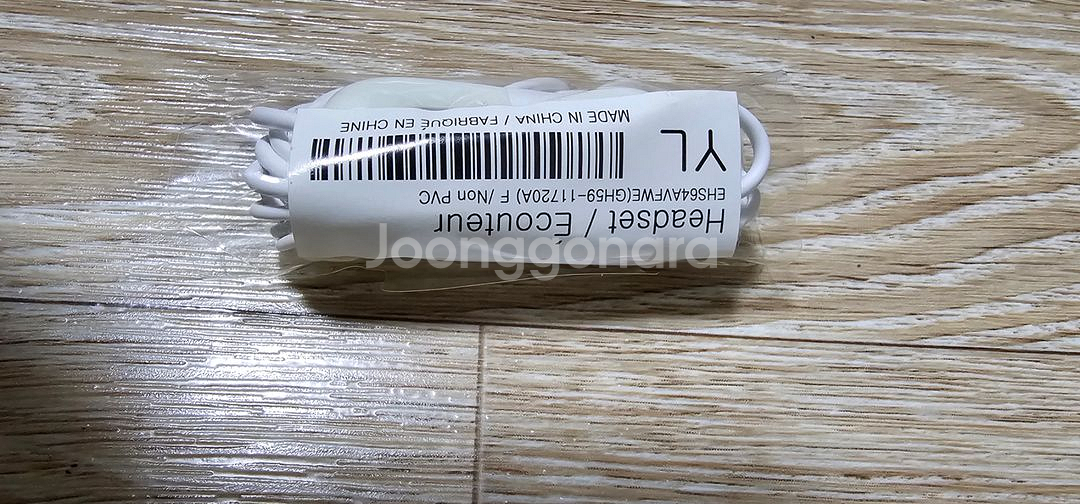 Headset / Écouteur
EHS64AVFWE(GH59-11720A) F /Non PVC
YL
MADE IN CHINA / FABRIQUÉ EN CHINE
Joonggonara